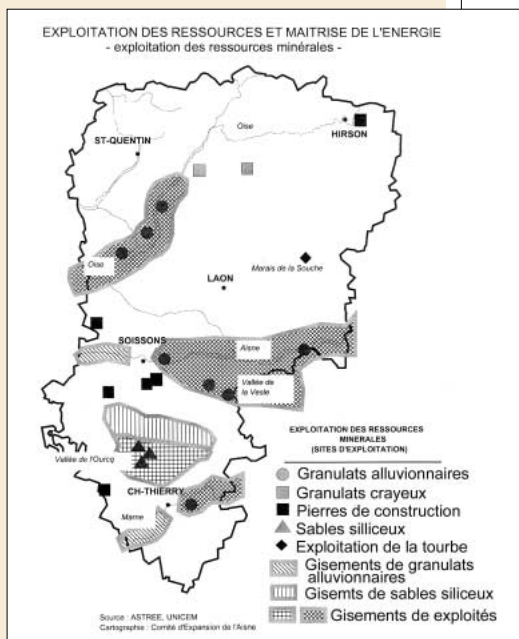 EXPLOITATION DES RESSOURCES ET MAITRISE DE L'ENERGIE
- exploitation des ressources minérales -
Oise
HIRSON
ST-QUENTIN
Oise
Marais de la Souche
LAON
SOISSONS
Aisne
Vallée de
la Vesle
Vallée de l'Ourcq
CH-THIERRY
Marne
EXPLOITATION DES RESSOURCES
MINERALES
(SITES D'EXPLOITATION)
Granulats alluvionnaires
Granulats crayeux
Pierres de construction
Sables silliceux
Exploitation de la tourbe
Gisements de granulats
alluvionnaires
Gisemts de sables siliceux
Gisements de exploités
Source : ASTREE, UNICEM
Cartographie : Comité d'Expansion de l'Aisne